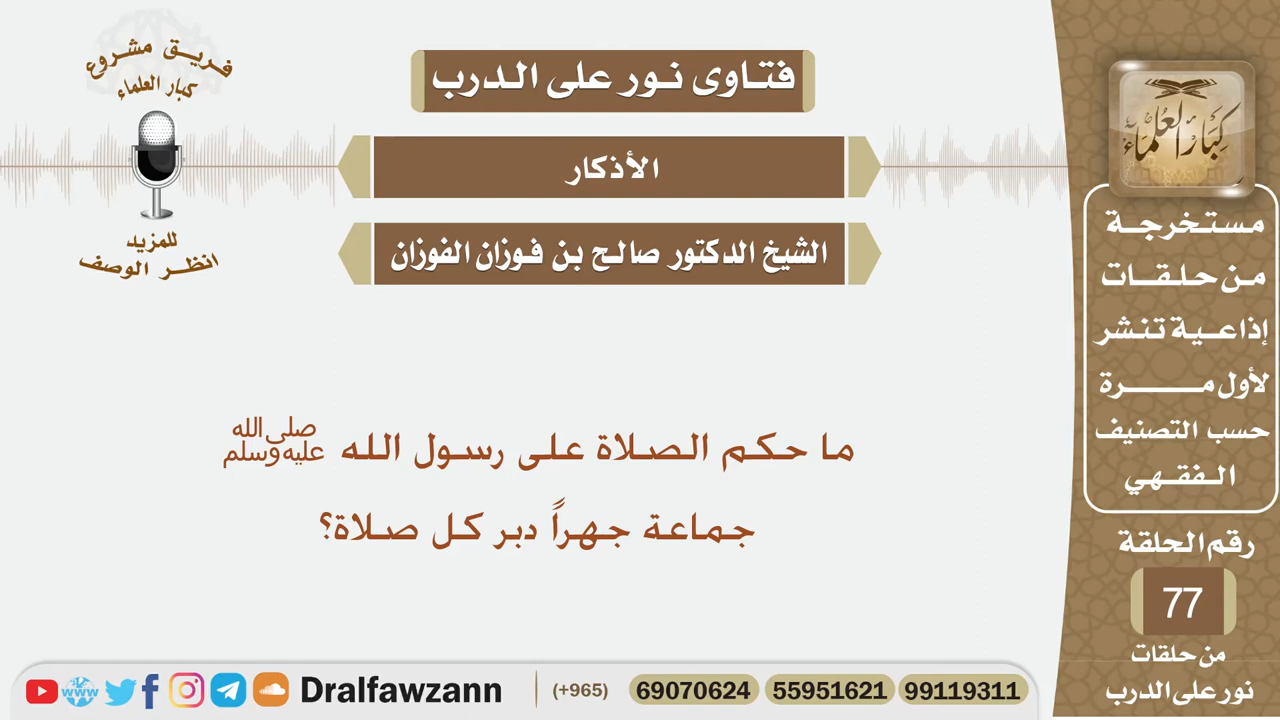 فتاوى نور على الدرب
الأذكار
الشيخ الدكتور صالح بن فوزان الفوزان
فريق مشروع
كبار العلماء
للمزيد
انظر الوصف
ما حكم الصلاة على رسول الله صلى الله عليه وسلم
جماعة جهراً دبر كل صلاة؟
كبار العلماء
مستخرجة
من حلقات
إذاعية تنشر
لأول مرة
حسب التصنيف
الفقهي
رقم الحلقة
77
من حلقات
نور على الدرب
www Dralfawzann (+965) 69070624 55951621 99119311